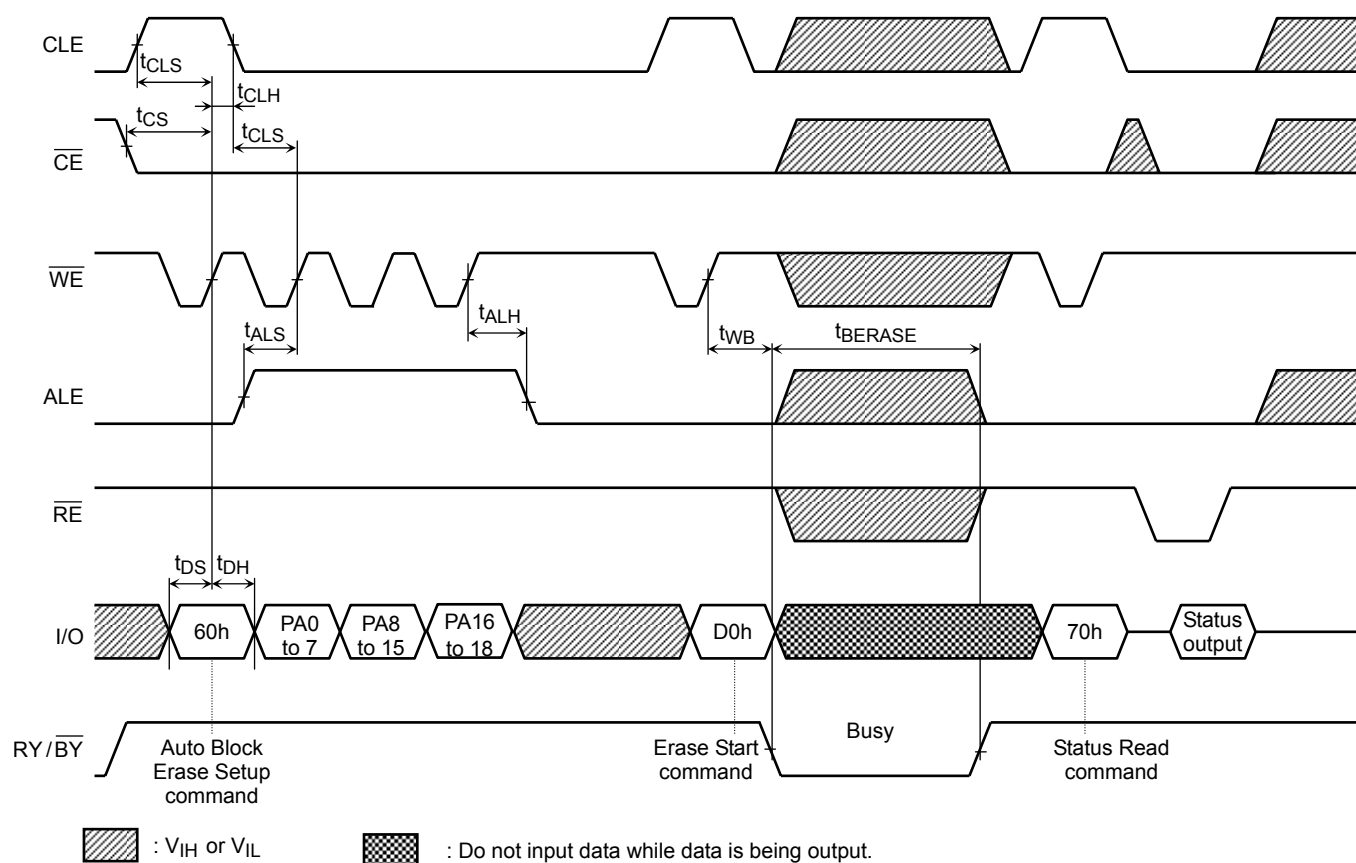 CLE
tCLS
tCLH
tCS
tCLS
CE
WE
tALS
tALH
tWB
tBERASE
ALE
RE
tDS
tDH
I/O
60h
PA0
to 7
PA8
to 15
PA16
to 18
D0h
70h
Status
output
RY/BY
Busy
Auto Block
Erase Setup
command
Erase Start
command
Status Read
command
: VIH or VIL
: Do not input data while data is being output.